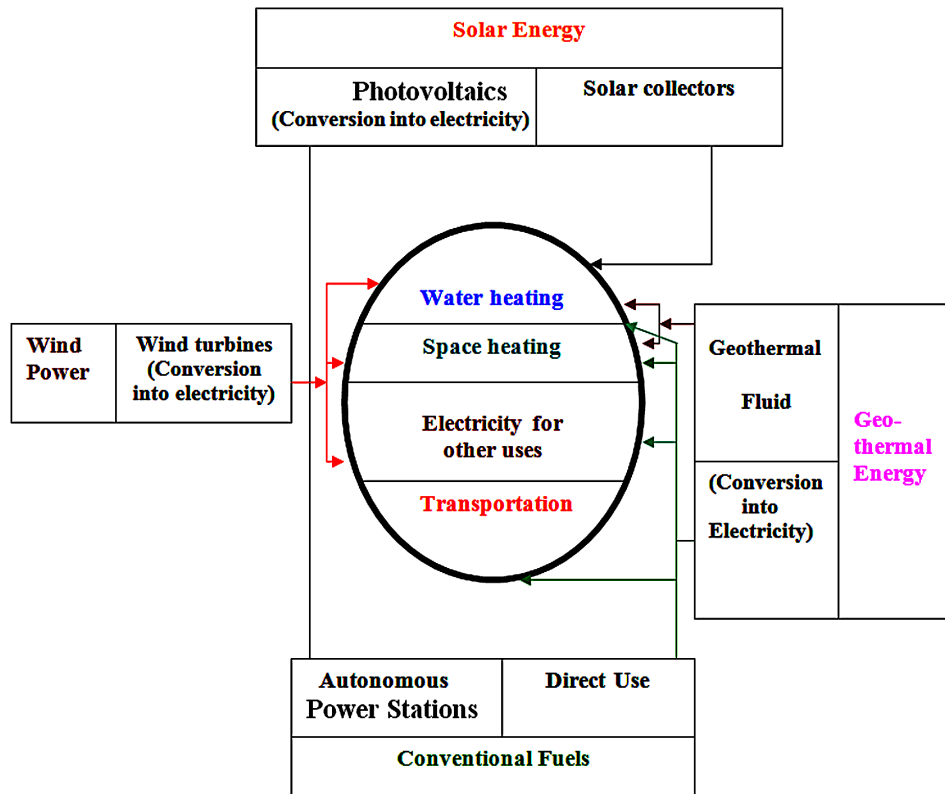 Solar Energy
Photovoltaics
(Conversion into electricity)
Solar collectors
Water heating
Space heating
Electricity for
other uses
Transportation
Wind
Power
Wind turbines
(Conversion
into electricity)
Geothermal
Fluid
(Conversion
into
Electricity)
Geo-
thermal
Energy
Autonomous
Power Stations
Direct Use
Conventional Fuels